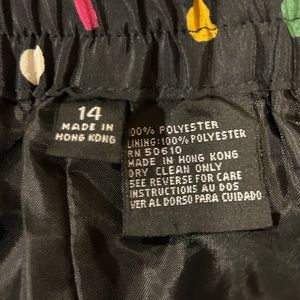 14
MADE IN
HONG KONG
100% POLYESTER
LINING: 100% POLYESTER
RN 50610
MADE IN HONG KONG
DRY CLEAN ONLY
SEE REVERSE FOR CARE
INSTRUCTIONS AU DOS
VER AL DORSO PARA CUIDADO